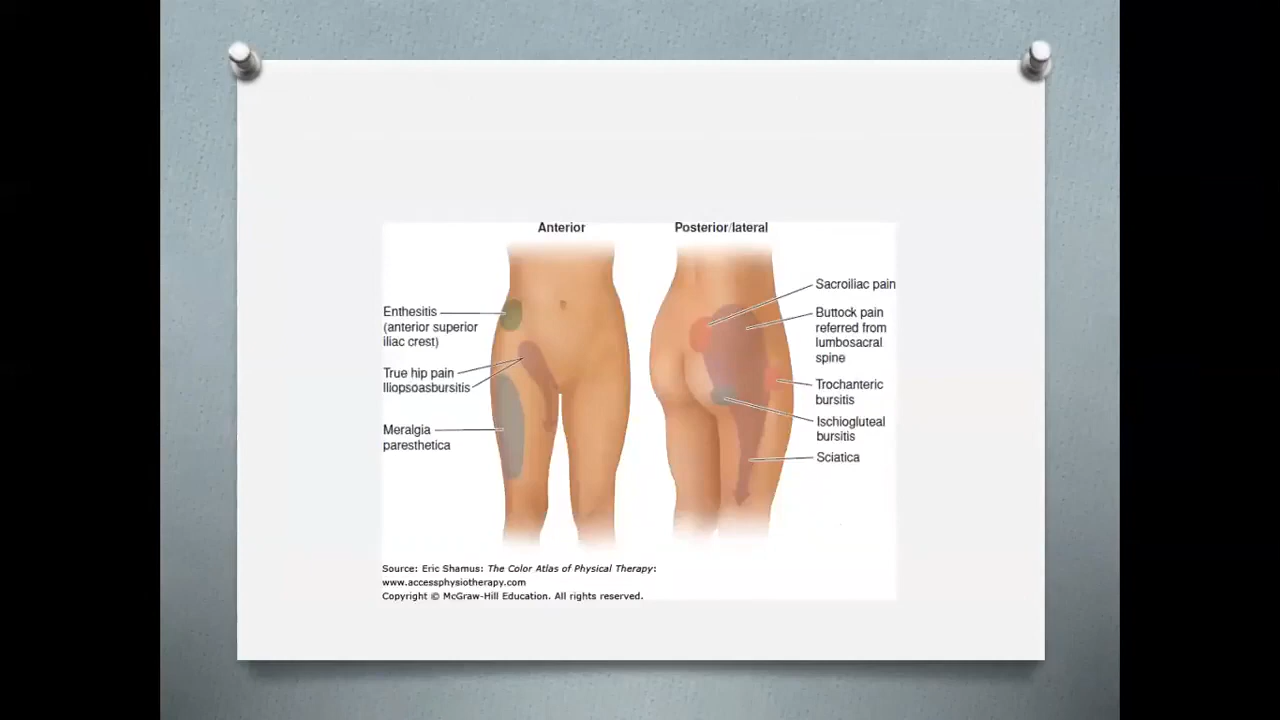 Anterior
Posterior/lateral
Enthesitis
(anterior superior
iliac crest)
True hip pain
Iliopsoasbursitis
Meralgia
paresthetica
Sacroiliac pain
Buttock pain
referred from
lumbosacral
spine
Trochanteric
bursitis
Ischiogluteal
bursitis
Sciatica
Source: Eric Shamus: The Color Atlas of Physical Therapy:
www.accessphysiotherapy.com
Copyright © McGraw-Hill Education. All rights reserved.